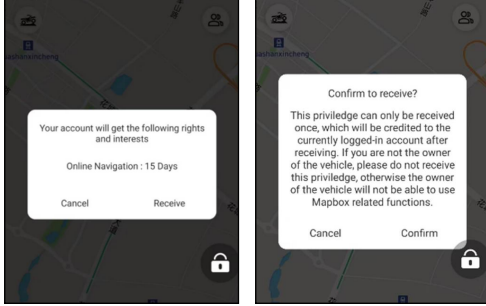 Your account will get the following rights
and interests
Online Navigation : 15 Days
Cancel Receive
Confirm to receive?
This priviledge can only be received
once, which will be credited to the
currently logged-in account after
receiving. If you are not the owner
of the vehicle, please do not receive
this priviledge, otherwise the owner
of the vehicle will not be able to use
Mapbox related functions.
Cancel Confirm